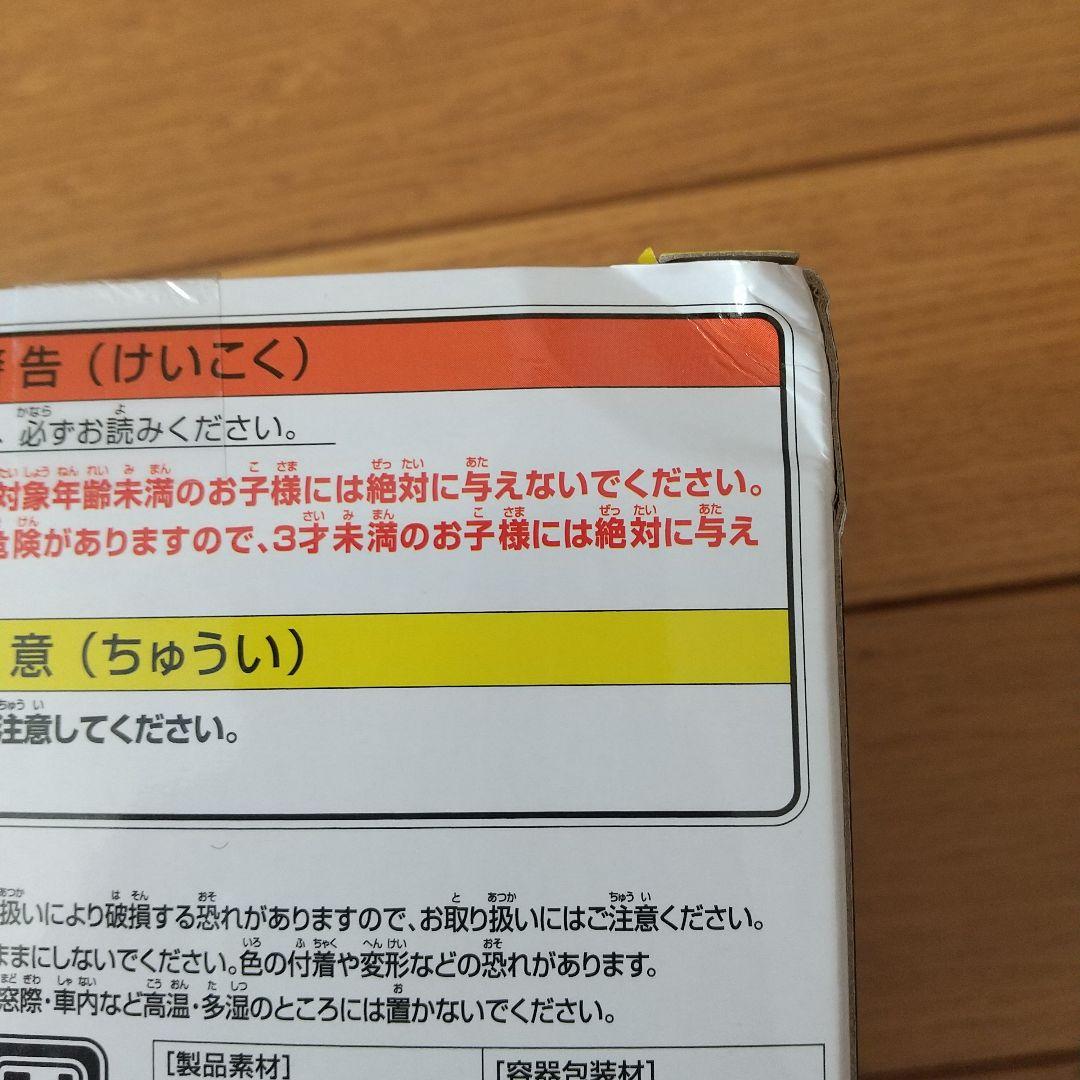 告（けいこく）
、必ずお読みください。
対象年齢未満のお子様には絶対に与えないでください。
険がありますので、3才未満のお子様には絶対に与え
意（ちゅうい）
注意してください。
扱いにより破損する恐れがありますので、お取り扱いにはご注意ください。
ままにしないでください。色の付着や変形などの恐れがあります。
窓際・車内など高温・多湿のところには置かないでください。
[製品素材]
[容器包装材]